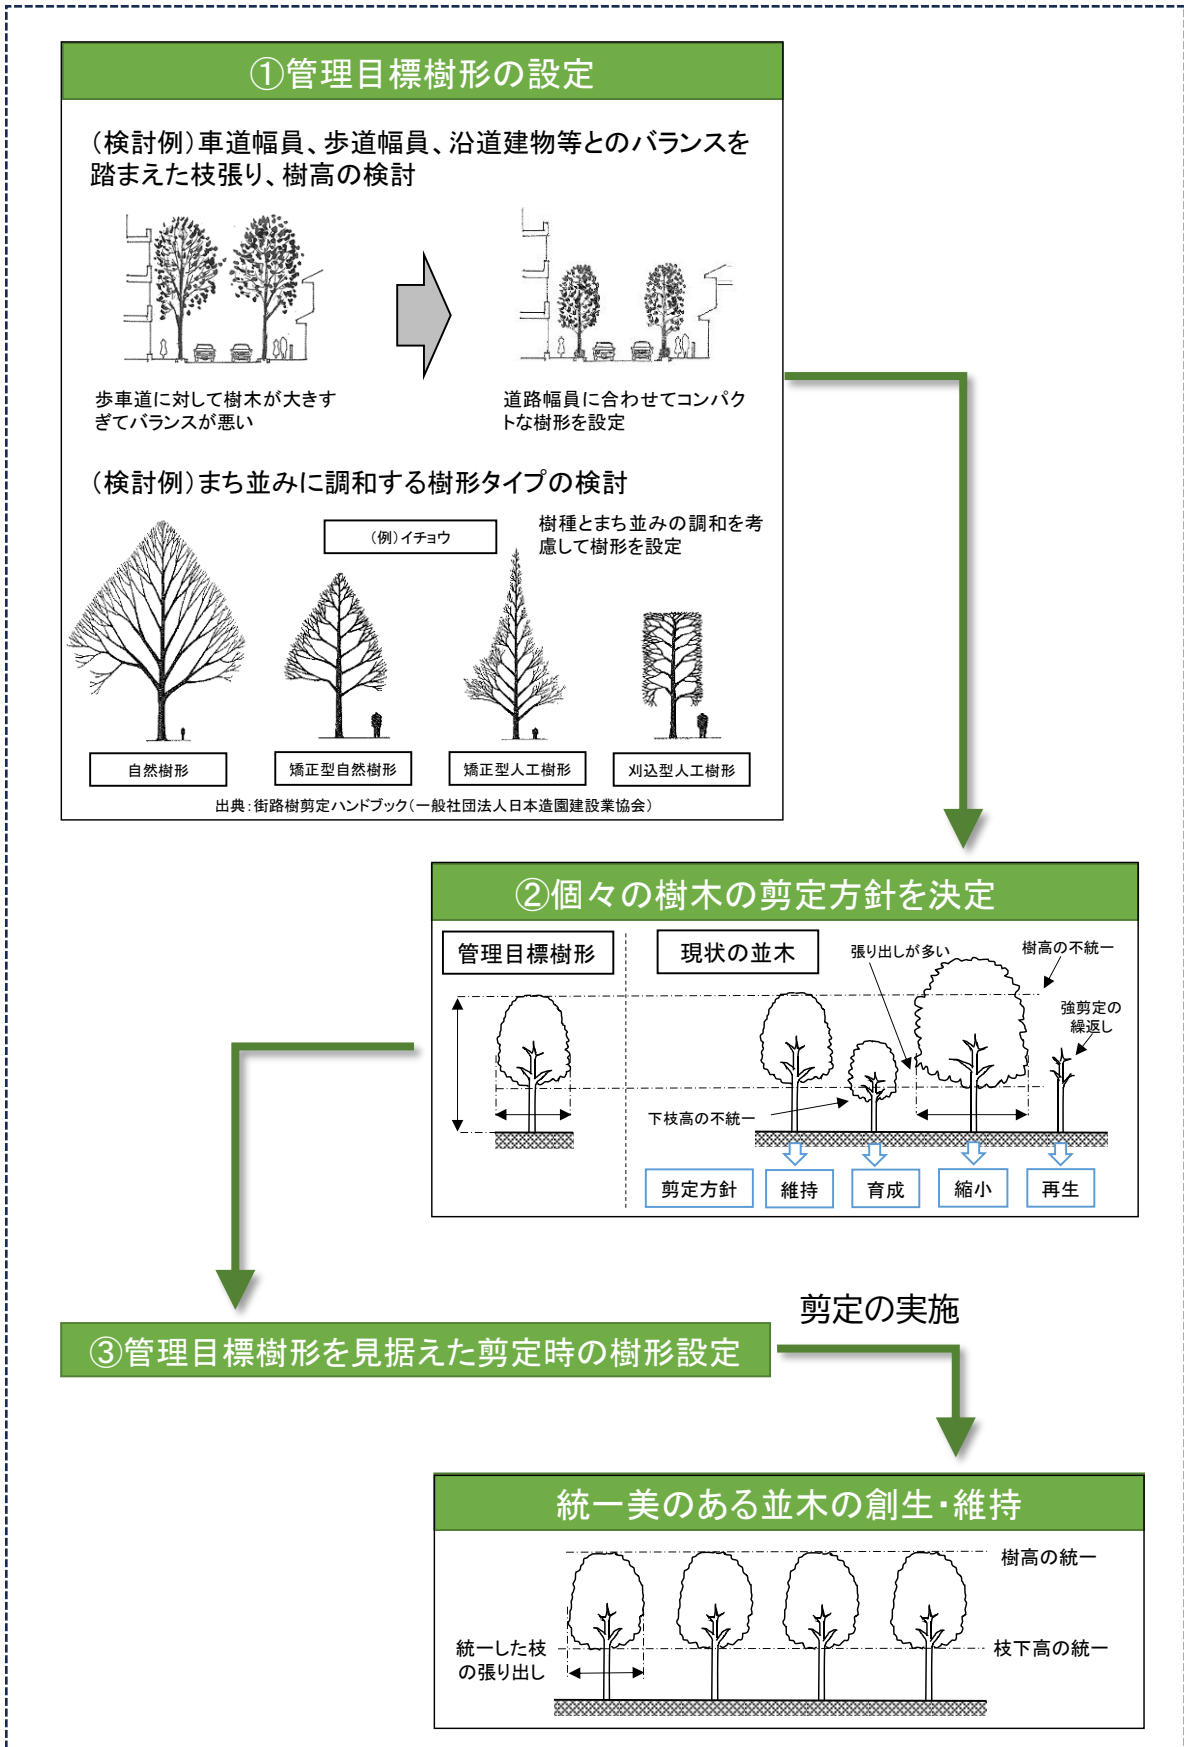 ①管理目標樹形の設定
（検討例）車道幅員、歩道幅員、沿道建物等とのバランスを
踏まえた枝張り、樹高の検討
歩車道に対して樹木が大きす
ぎてバランスが悪い
道路幅員に合わせてコンパク
トな樹形を設定
（検討例）まち並みに調和する樹形タイプの検討
（例）イチョウ
樹種とまち並みの調和を考
慮して樹形を設定
自然樹形
矯正型自然樹形
矯正型人工樹形
刈込型人工樹形
出典：街路樹剪定ハンドブック（一般社団法人日本造園建設業協会）
②個々の樹木の剪定方針を決定
管理目標樹形
現状の並木
張り出しが多い
樹高の不統一
強剪定の
繰返し
下枝高の不統一
剪定方針
維持
育成
縮小
再生
剪定の実施
③管理目標樹形を見据えた剪定時の樹形設定
統一美のある並木の創生・維持
樹高の統一
統一した枝
の張り出し
枝下高の統一